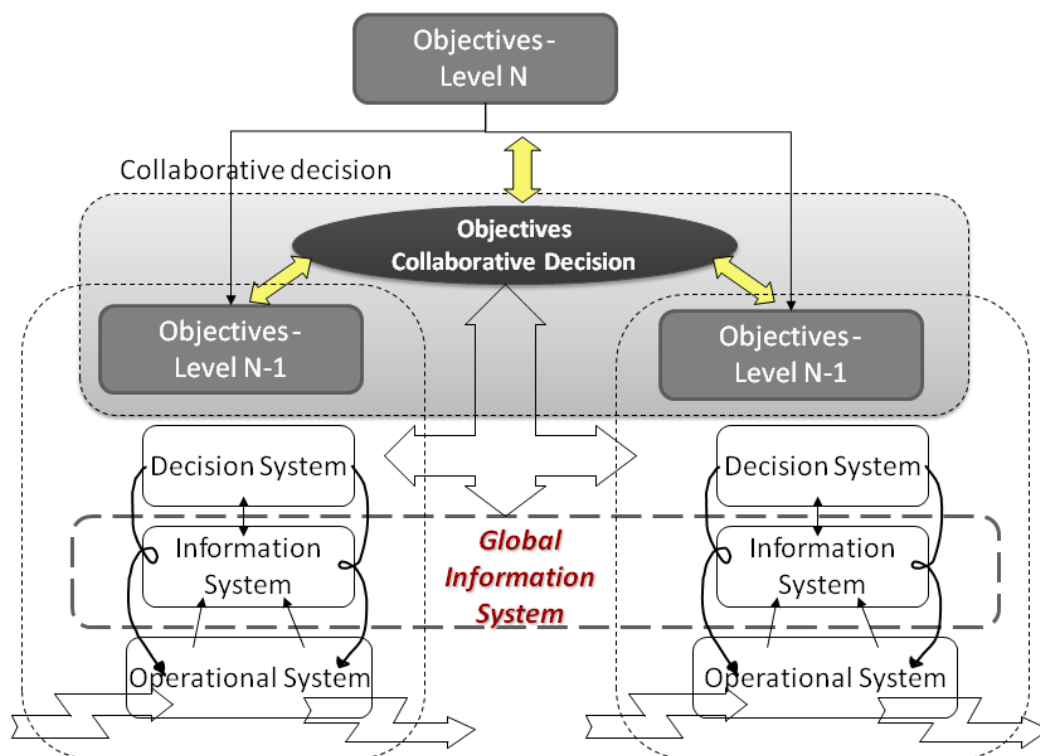 Objectives-
Level N
Collaborative decision
Objectives
Collaborative Decision
Objectives-
Level N-1
Objectives-
Level N-1
Decision System
Decision System
Information
System
Global
Information
System
Information
System
Operational System
Operational System